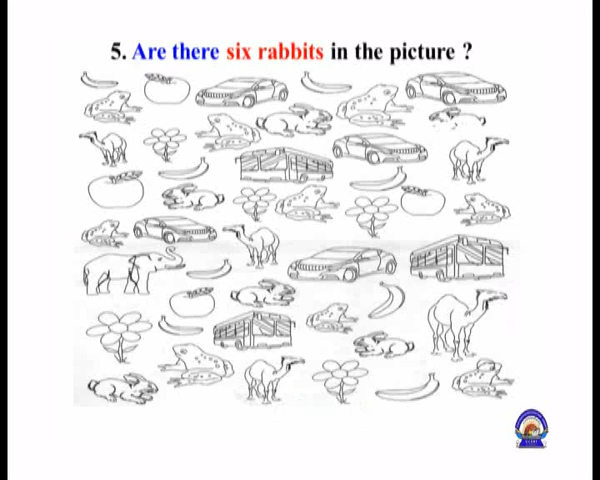 5. Are there six rabbits in the picture ?